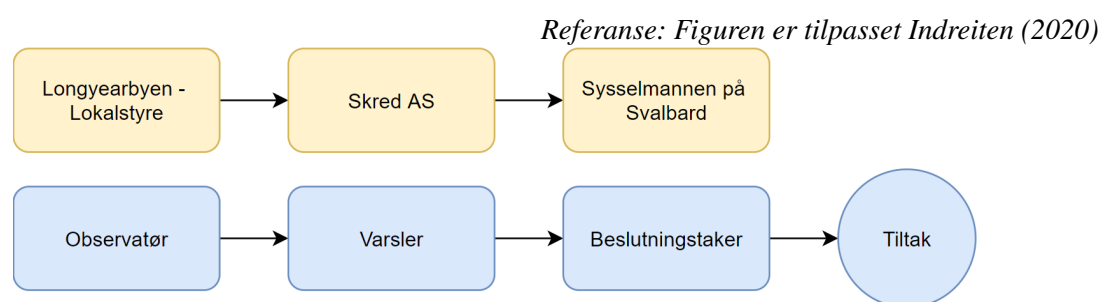 Referanse: Figuren er tilpasset Indreiten (2020)
Longyearbyen -
Lokalstyre
Skred AS
Sysselmannen på
Svalbard
Observatør
Varsler
Beslutningstaker
Tiltak